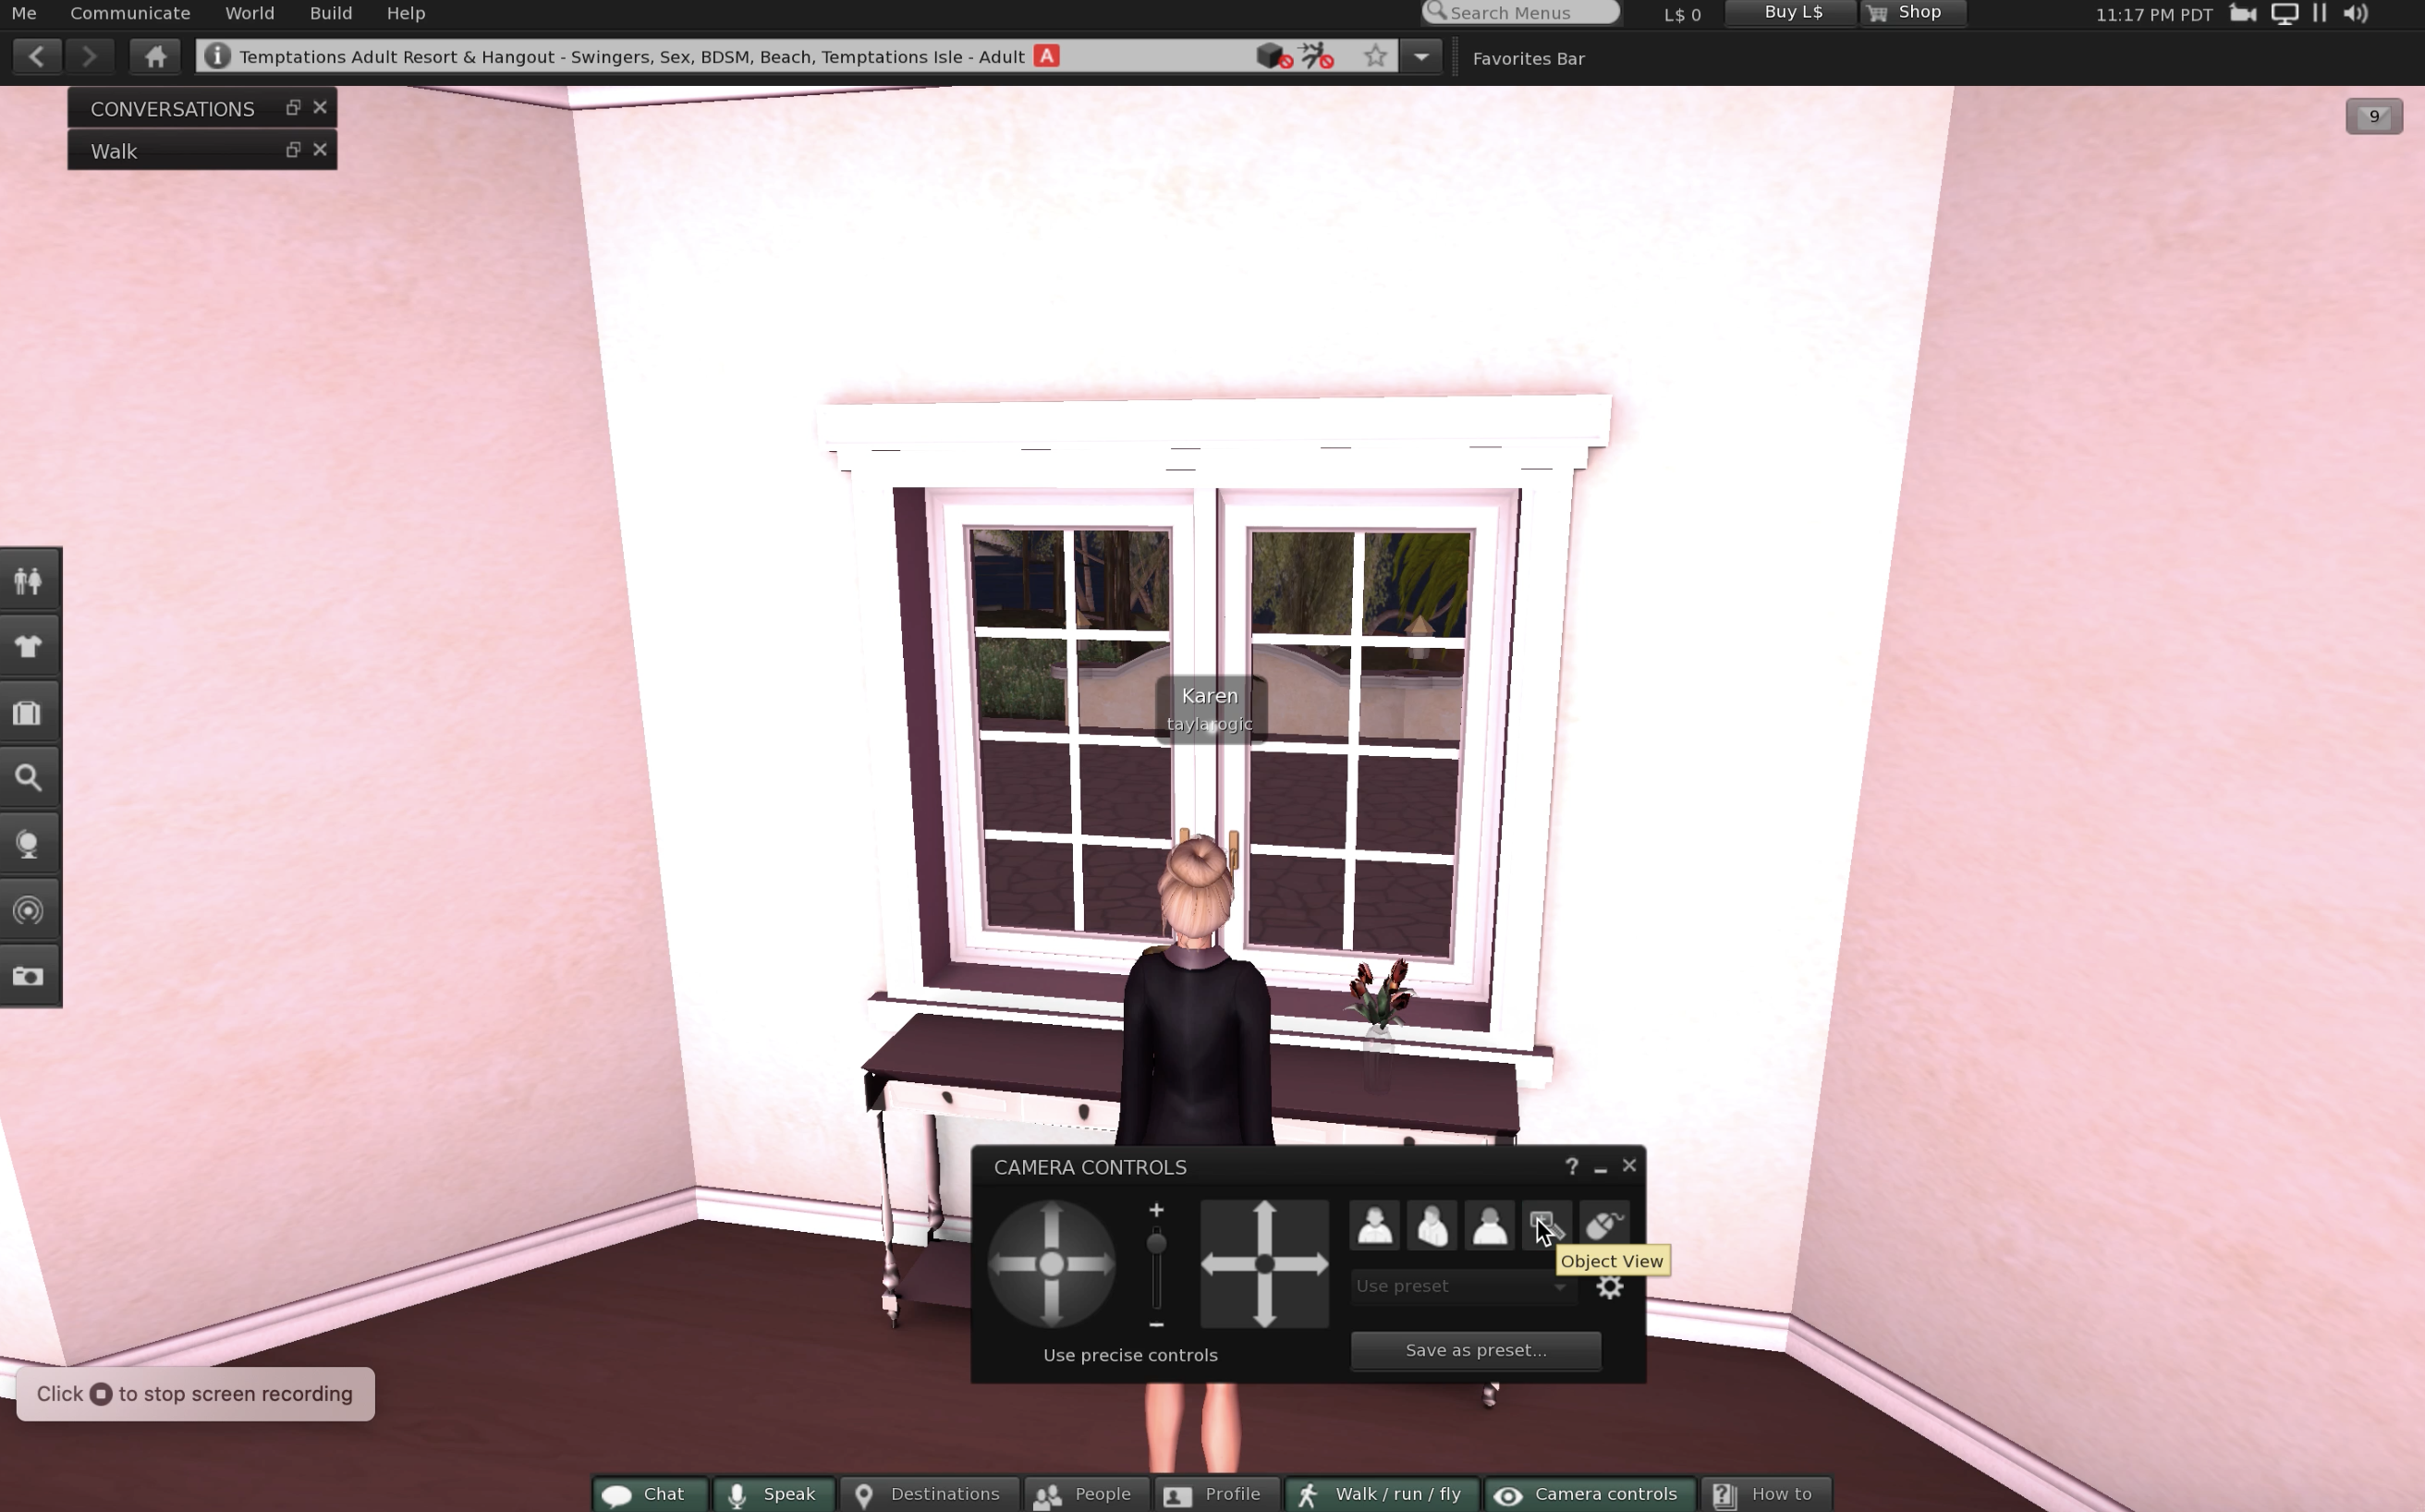 Me Communicate World Build Help Search Menus L$ 0 Buy L$ Shop 11:17 PM PDT
Temptations Adult Resort & Hangout - Swingers, Sex, BDSM, Beach, Temptations Isle - Adult A Favorites Bar
CONVERSATIONS
9
Walk
Karen
taylarogic
CAMERA CONTROLS ?
Object View
Use preset
Use precise controls
Save as preset...
Click to stop screen recording
Chat Speak Destinations People Profile Walk / run / fly Camera controls How to